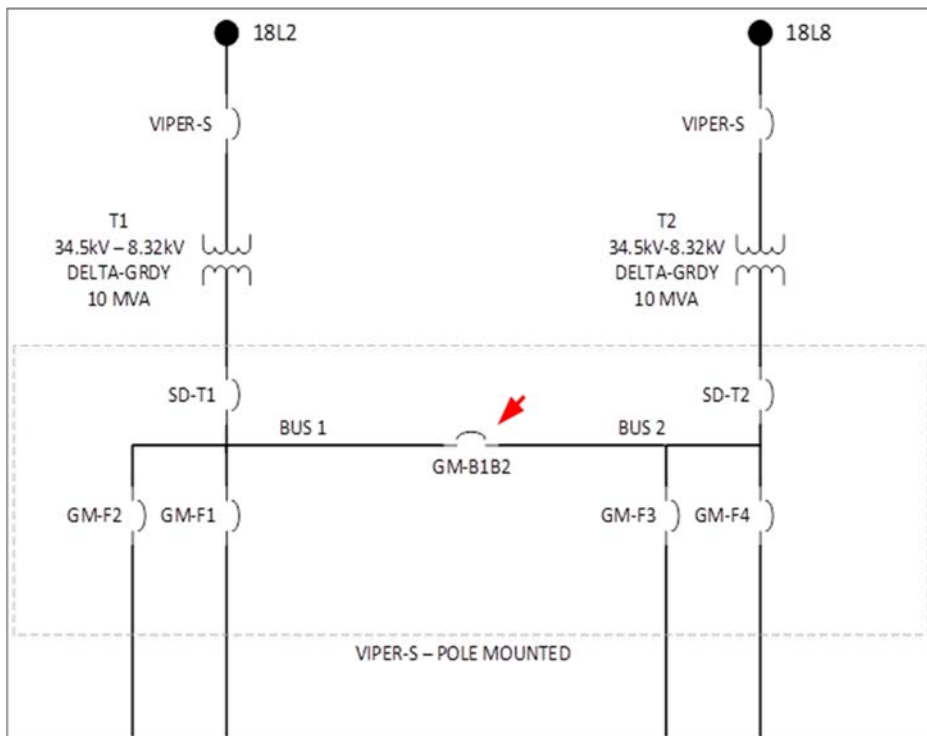 18L2
18L8
VIPER-S
VIPER-S
T1
34.5kV – 8.32kV
DELTA-GRDY
10 MVA
T2
34.5kV-8.32kV
DELTA-GRDY
10 MVA
SD-T1
SD-T2
BUS 1
BUS 2
GM-B1B2
GM-F2
GM-F1
GM-F3
GM-F4
VIPER-S – POLE MOUNTED